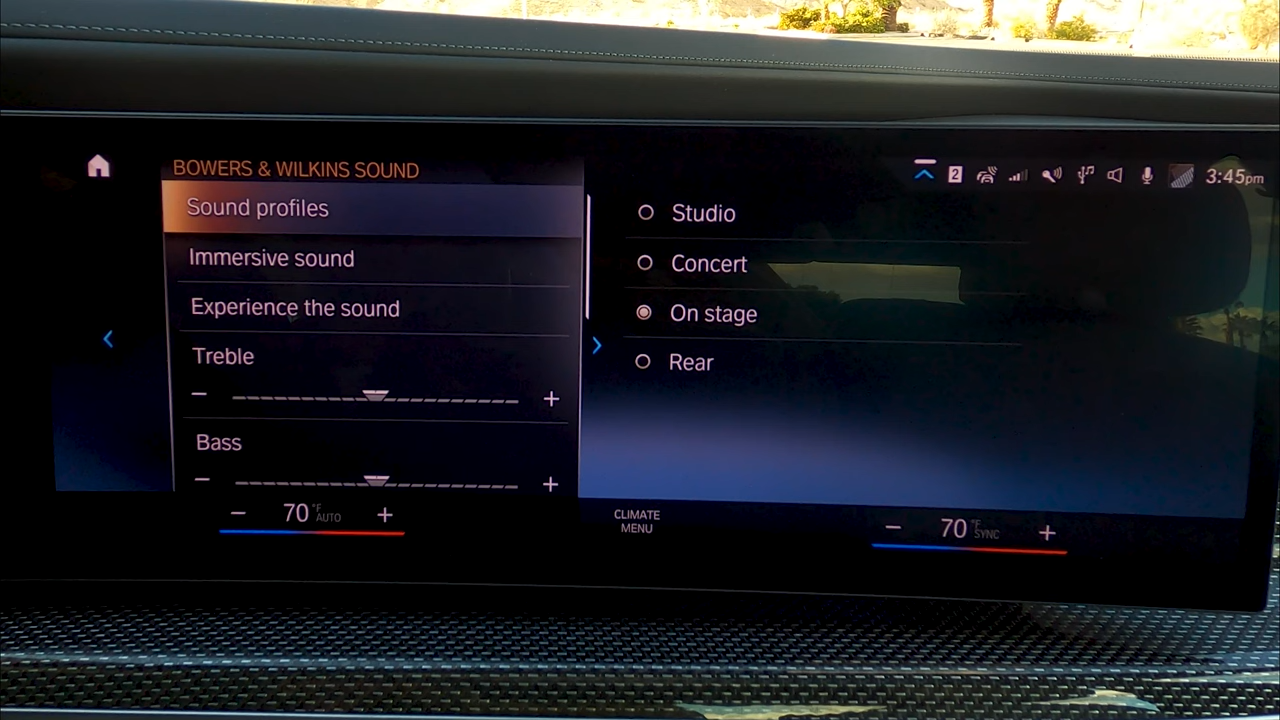 BOWERS & WILKINS SOUND
2
3:45pm
Sound profiles
Immersive sound
Experience the sound
Treble
− +
Bass
− +
Studio
Concert
On stage
Rear
− 70 °F AUTO +
CLIMATE
MENU
− 70 °F SYNC +